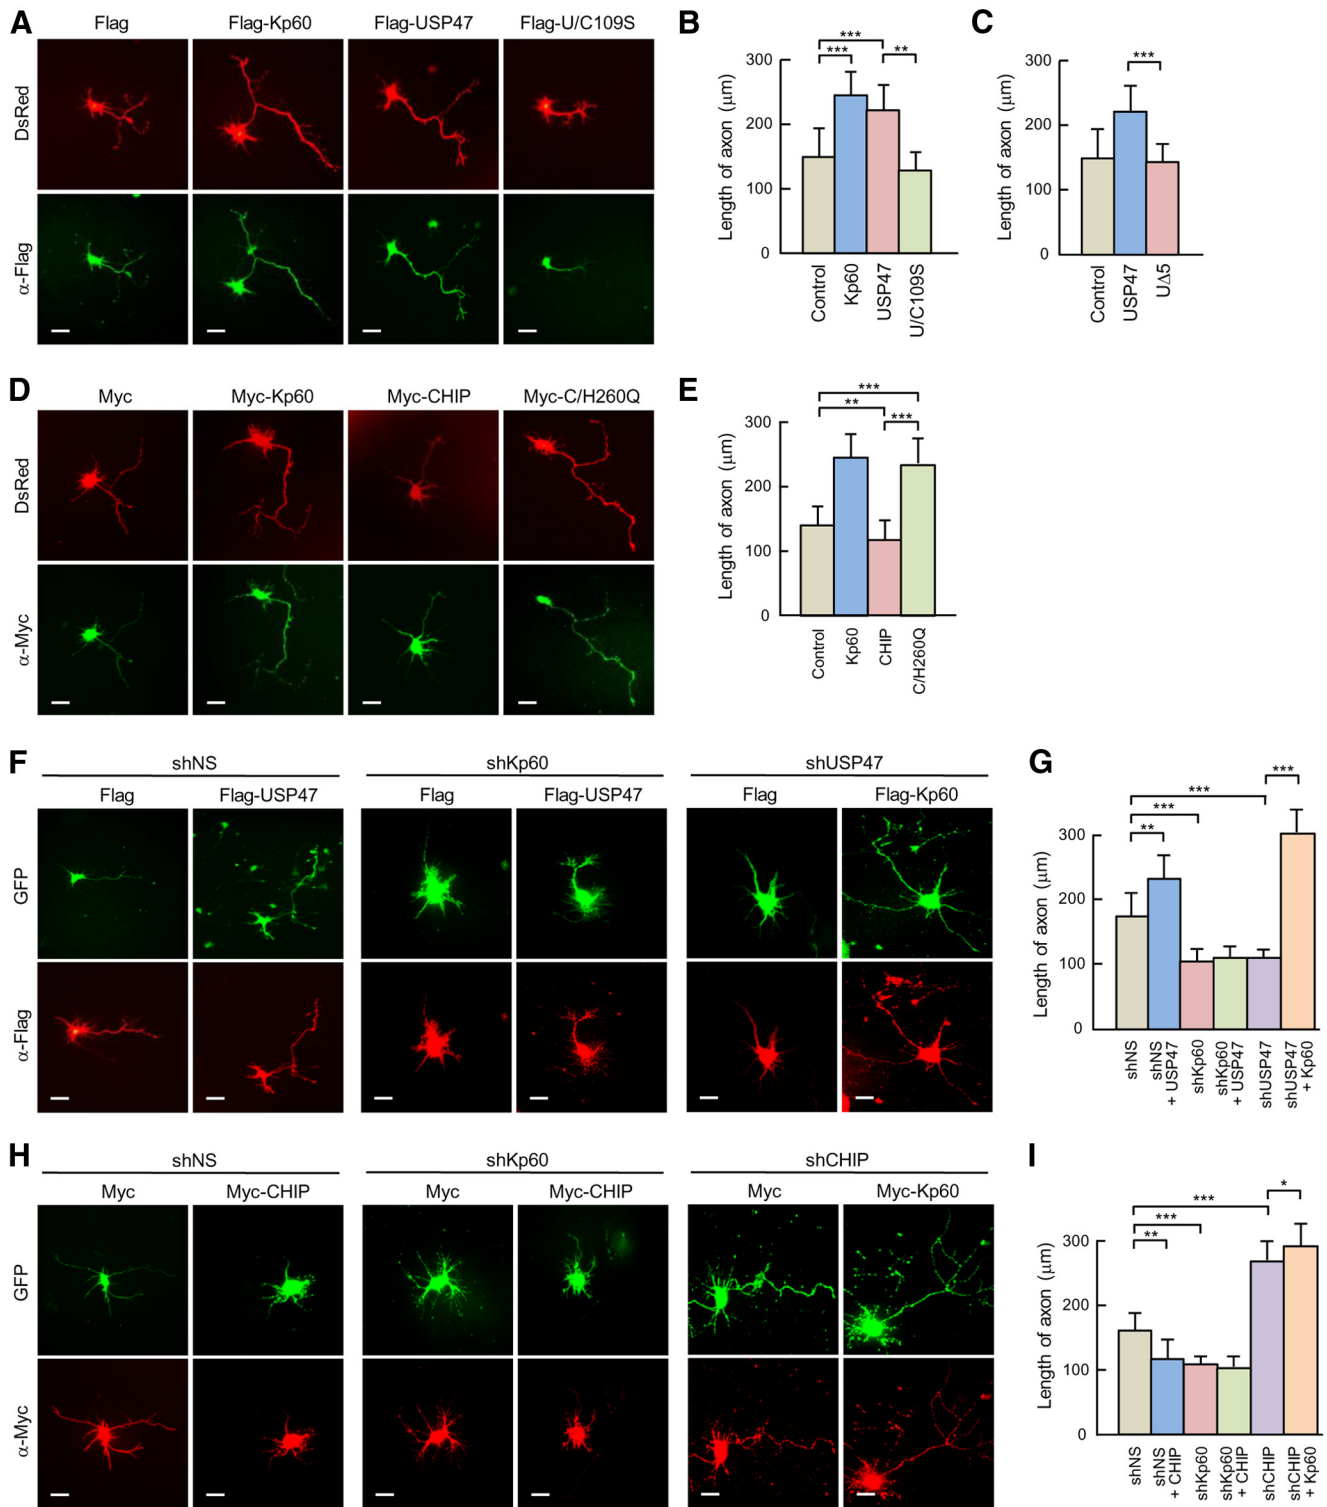 A
Flag Flag-Kp60 Flag-USP47 Flag-U/C109S
DsRed
α-Flag
B
*** *** **
Length of axon (μm)
300
200
100
0
Control Kp60 USP47 U/C109S
C
***
Length of axon (μm)
300
200
100
0
Control USP47 UΔ5
D
Myc Myc-Kp60 Myc-CHIP Myc-C/H260Q
DsRed
α-Myc
E
***
**
***
Length of axon (μm)
300
200
100
0
Control Kp60 CHIP C/H260Q
F
shNS shKp60 shUSP47
Flag Flag-USP47 Flag Flag-USP47 Flag Flag-Kp60
GFP
α-Flag
G
***
***
***
**
Length of axon (μm)
300
200
100
0
shNS
shNS
+ USP47
shKp60
shKp60
+ USP47
shUSP47
shUSP47
+ Kp60
H
shNS shKp60 shCHIP
Myc Myc-CHIP Myc Myc-CHIP Myc Myc-Kp60
GFP
α-Myc
I
*
***
***
**
Length of axon (μm)
300
200
100
0
shNS
shNS
+ CHIP
shKp60
shKp60
+ CHIP
shCHIP
shCHIP
+ Kp60